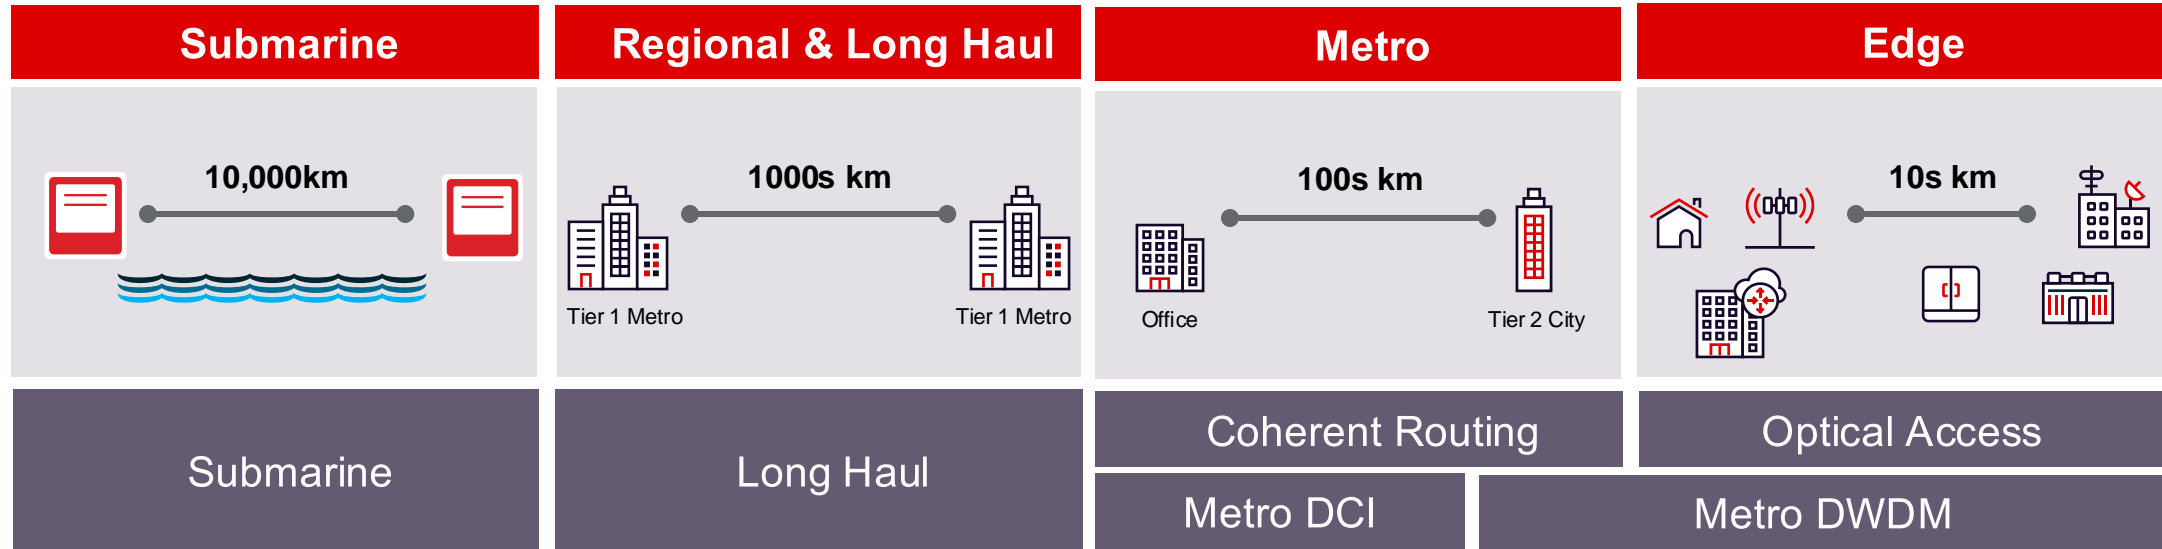 Submarine
Regional & Long Haul
Metro
Edge
10,000km
1000s km
100s km
10s km
Tier 1 Metro
Tier 1 Metro
Office
Tier 2 City
Submarine
Long Haul
Coherent Routing
Optical Access
Metro DCI
Metro DWDM